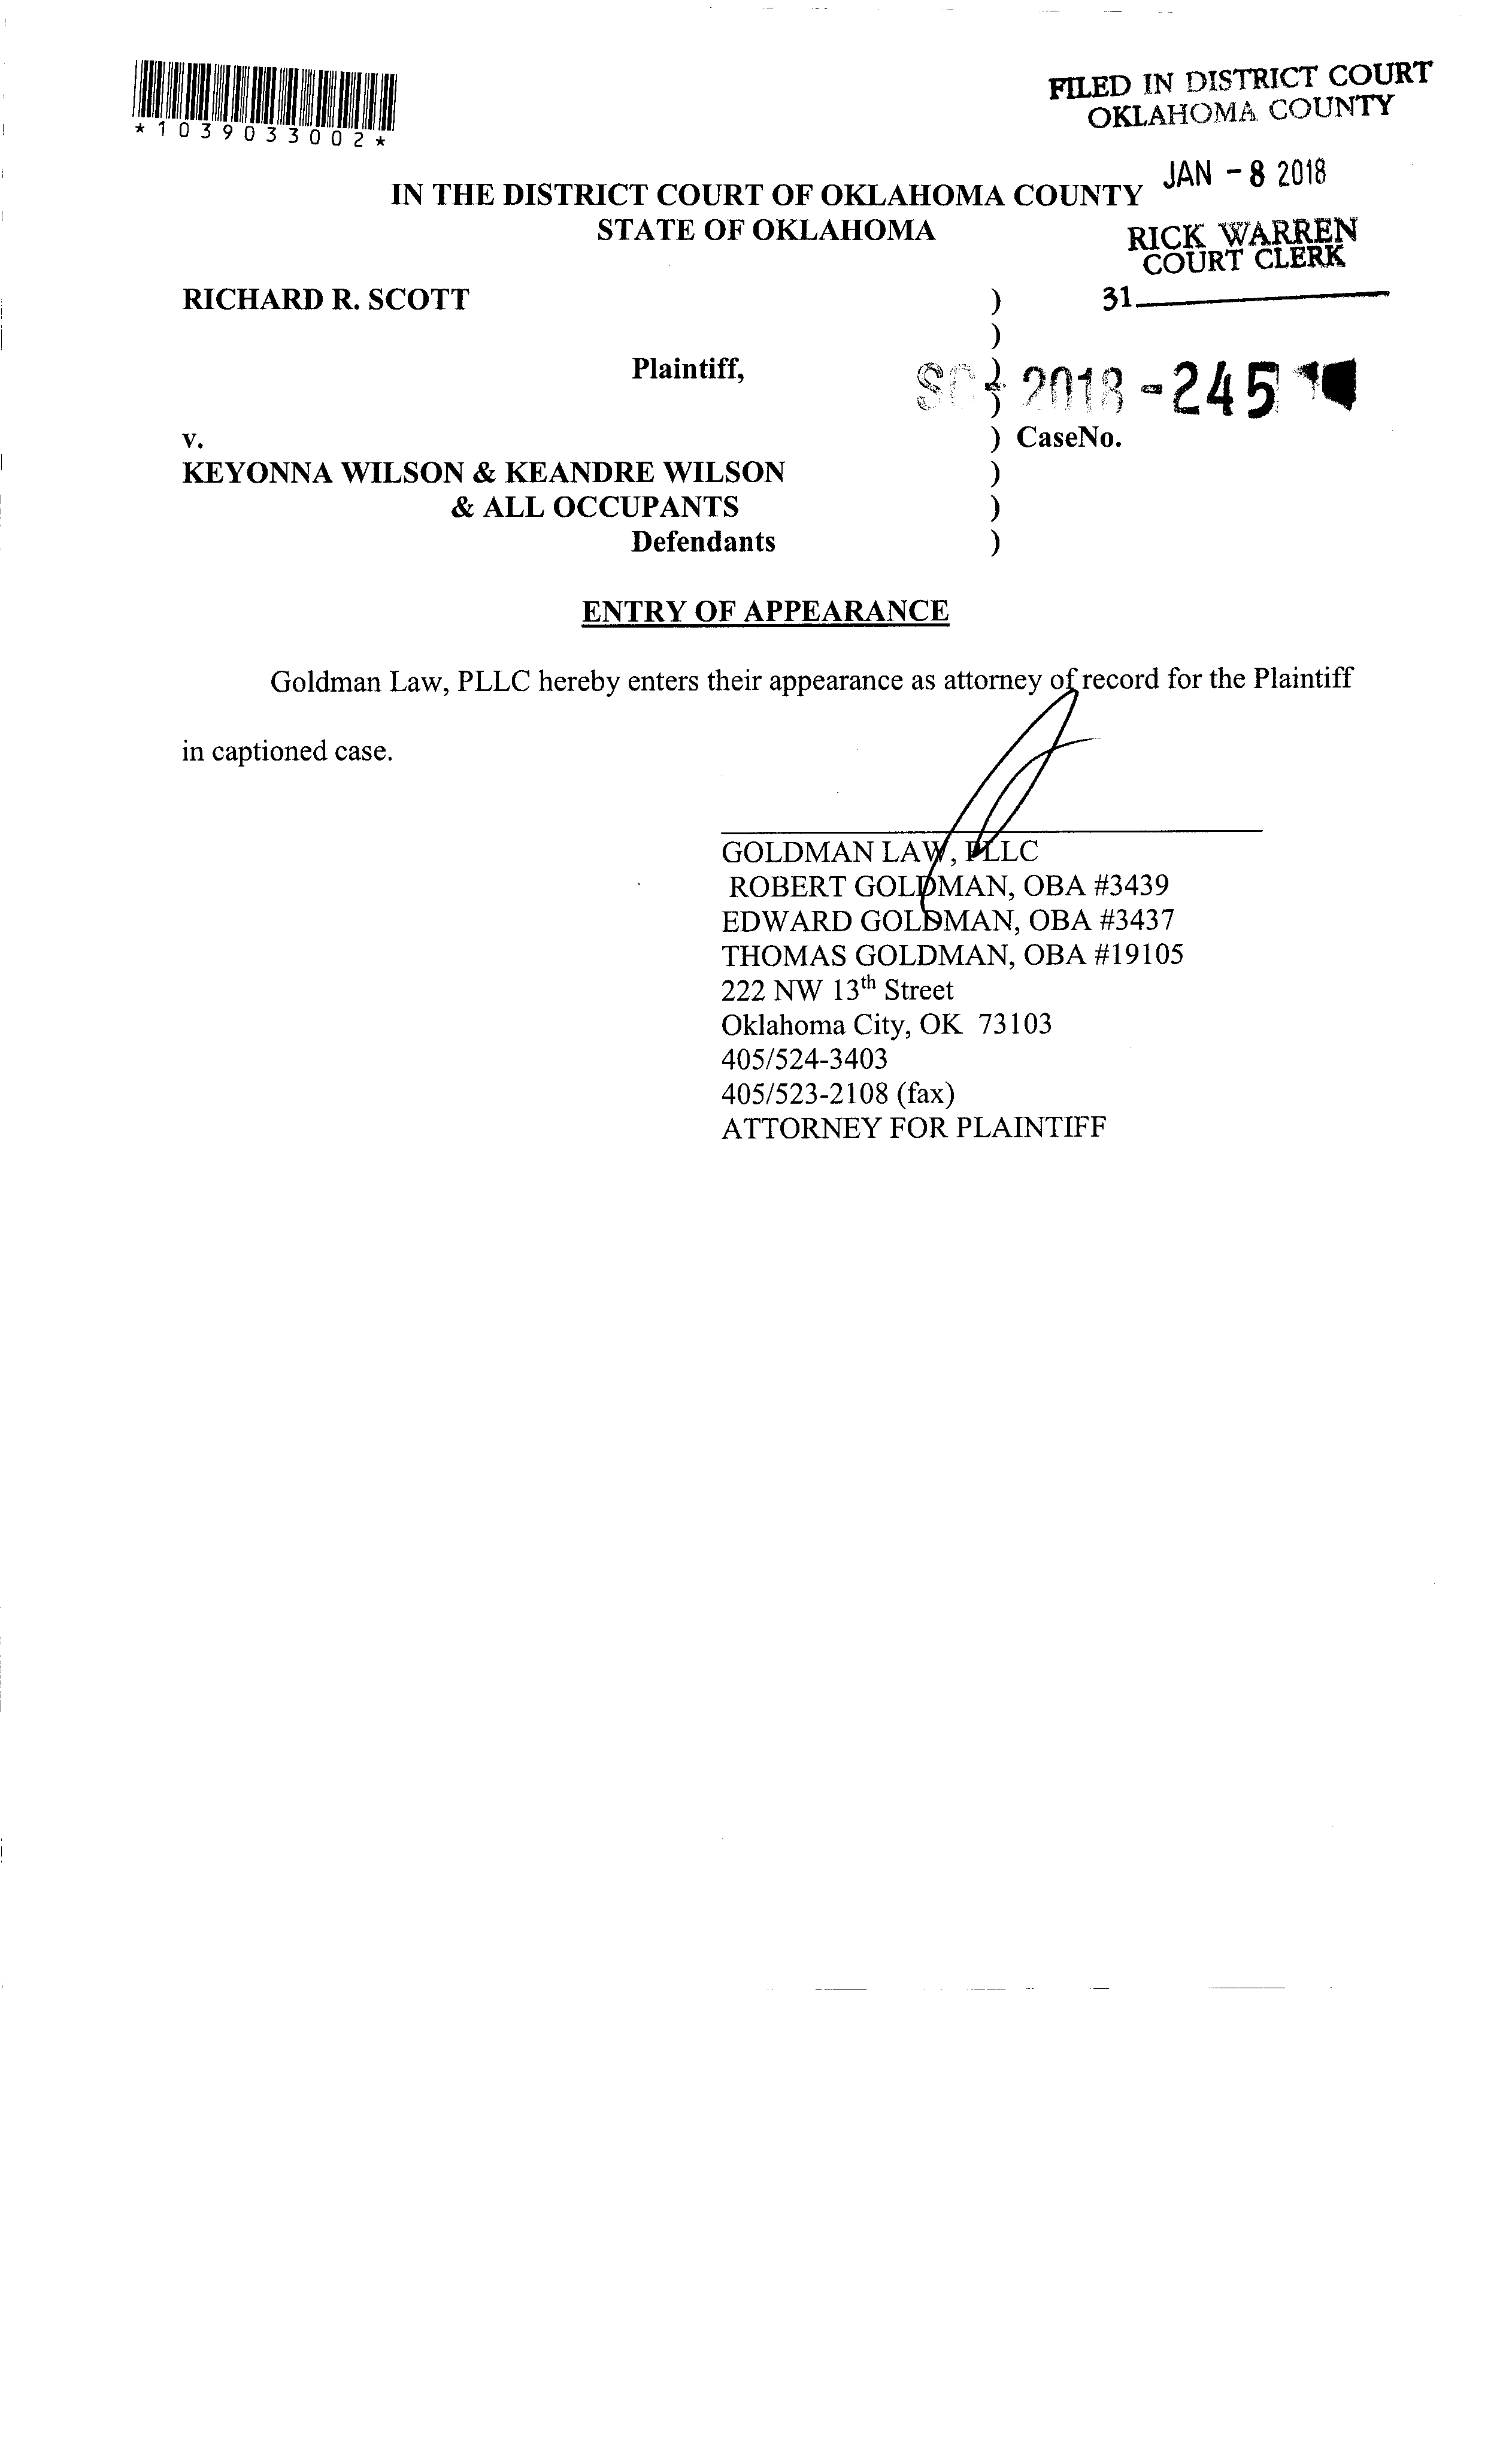 *1039033002*
FILED IN DISTRICT COURT
OKLAHOMA COUNTY
JAN - 8 2018
IN THE DISTRICT COURT OF OKLAHOMA COUNTY
STATE OF OKLAHOMA
RICK WARREN
COURT CLERK
31
RICHARD R. SCOTT )
)
Plaintiff, )
SC - 2018 - 245
)
v. ) CaseNo.
KEYONNA WILSON & KEANDRE WILSON )
& ALL OCCUPANTS )
Defendants )
ENTRY OF APPEARANCE
Goldman Law, PLLC hereby enters their appearance as attorney of record for the Plaintiff
in captioned case.
GOLDMAN LAW, PLLC
ROBERT GOLDMAN, OBA #3439
EDWARD GOLDMAN, OBA #3437
THOMAS GOLDMAN, OBA #19105
222 NW 13th Street
Oklahoma City, OK 73103
405/524-3403
405/523-2108 (fax)
ATTORNEY FOR PLAINTIFF